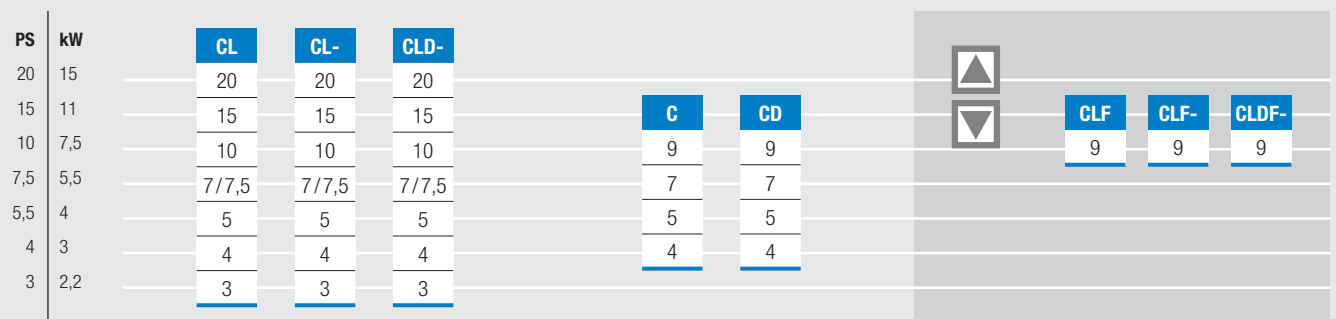 PS kW CL CL- CLD-
20 15 20 20 20
15 11 15 15 15 C CD CLF CLF- CLDF-
10 7,5 10 10 10 9 9 9 9 9
7,5 5,5 7/7,5 7/7,5 7/7,5 7 7
5,5 4 5 5 5 5 5
4 3 4 4 4 4 4
3 2,2 3 3 3